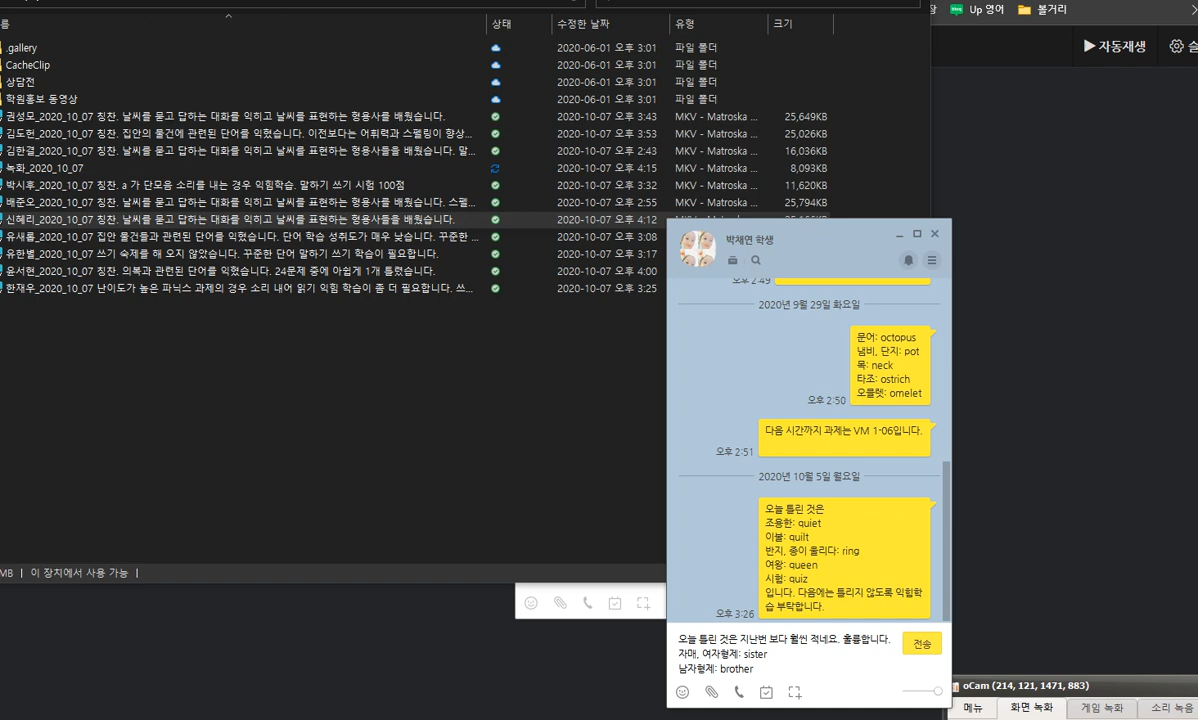 Up 영어
볼거리
▶자동재생
상태
수정한 날짜
유형
크기
.gallery 2020-06-01 오후 3:01 파일 폴더
CacheClip 2020-06-01 오후 3:01 파일 폴더
상담전 2020-06-01 오후 3:01 파일 폴더
학원홍보 동영상 2020-06-01 오후 3:01 파일 폴더
권성모_2020_10_07 칭찬. 날씨를 묻고 답하는 대화를 익히고 날씨를 표현하는 형용사를 배웠습니다. 2020-10-07 오후 3:43 MKV - Matroska ... 25,649KB
김도헌_2020_10_07 칭찬. 집안의 물건에 관련된 단어를 익혔습니다. 이전보다는 어휘력과 스펠링이 향상... 2020-10-07 오후 3:53 MKV - Matroska ... 25,026KB
김한결_2020_10_07 칭찬. 날씨를 묻고 답하는 대화를 익히고 날씨를 표현하는 형용사들을 배웠습니다. 말... 2020-10-07 오후 2:43 MKV - Matroska ... 16,036KB
녹화_2020_10_07 2020-10-07 오후 4:15 MKV - Matroska ... 8,093KB
박시후_2020_10_07 칭찬. a 가 단모음 소리를 내는 경우 익힘학습. 말하기 쓰기 시험 100점 2020-10-07 오후 3:32 MKV - Matroska ... 11,620KB
배준오_2020_10_07 칭찬. 날씨를 묻고 답하는 대화를 익히고 날씨를 표현하는 형용사들을 배웠습니다. 스펠... 2020-10-07 오후 2:55 MKV - Matroska ... 25,794KB
신혜리_2020_10_07 칭찬. 날씨를 묻고 답하는 대화를 익히고 날씨를 표현하는 형용사들을 배웠습니다. 2020-10-07 오후 4:12
유새롬_2020_10_07 집안 물건들과 관련된 단어를 익혔습니다. 단어 학습 성취도가 매우 낮습니다. 꾸준한 ... 2020-10-07 오후 3:08
유한별_2020_10_07 쓰기 숙제를 해 오지 않았습니다. 꾸준한 단어 말하기 쓰기 학습이 필요합니다. 2020-10-07 오후 3:17
윤서현_2020_10_07 칭찬. 의복과 관련된 단어를 익혔습니다. 24문제 중에 아쉽게 1개 틀렸습니다. 2020-10-07 오후 4:00
한재우_2020_10_07 난이도가 높은 파닉스 과제의 경우 소리 내어 읽기 익힘 학습이 좀 더 필요합니다. 쓰... 2020-10-07 오후 3:25
MB | 이 장치에서 사용 가능 |
박채연 학생
오후 2:49
2020년 9월 29일 화요일
문어: octopus
냄비, 단지: pot
목: neck
타조: ostrich
오믈렛: omelet
오후 2:50
다음 시간까지 과제는 VM 1-06입니다.
오후 2:51
2020년 10월 5일 월요일
오늘 틀린 것은
조용한: quiet
이불: quilt
반지, 종이 울리다: ring
여왕: queen
시험: quiz
입니다. 다음에는 틀리지 않도록 익힘학
습 부탁합니다.
오후 3:26
오늘 틀린 것은 지난번 보다 훨씬 적네요. 훌륭합니다.
자매, 여자형제: sister
남자형제: brother
전송
oCam (214, 121, 1471, 883)
메뉴
화면 녹화
게임 녹화
소리 녹음